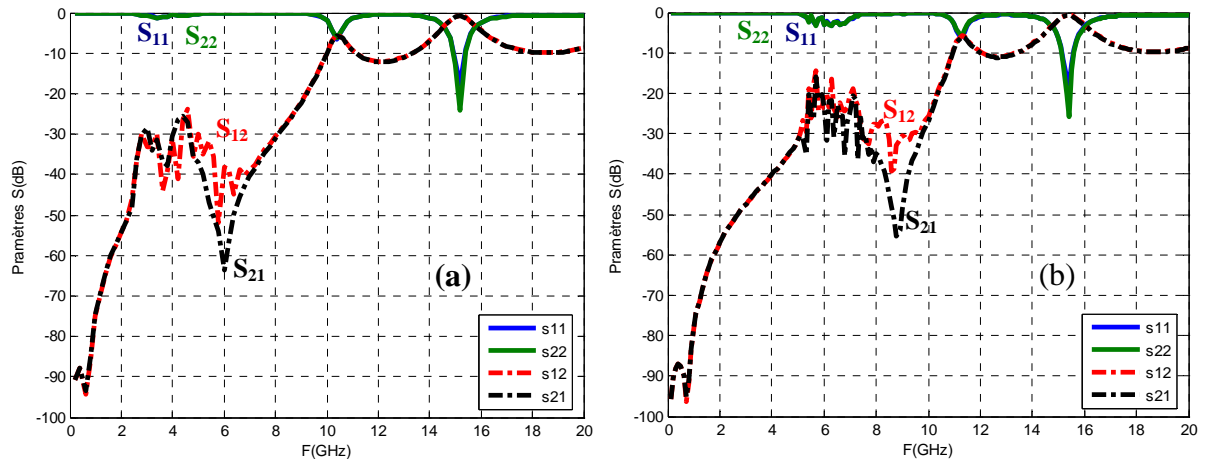 0
-10
-20
-30
-40
-50
-60
-70
-80
-90
-100
Pramètres S(dB)
S11
S22
S12
S21
(a)
s11
s22
s12
s21
0 2 4 6 8 10 12 14 16 18 20
F(GHz)
0
-10
-20
-30
-40
-50
-60
-70
-80
-90
-100
Pramètres S(dB)
S22
S11
S12
S21
(b)
s11
s22
s12
s21
0 2 4 6 8 10 12 14 16 18 20
F(GHz)